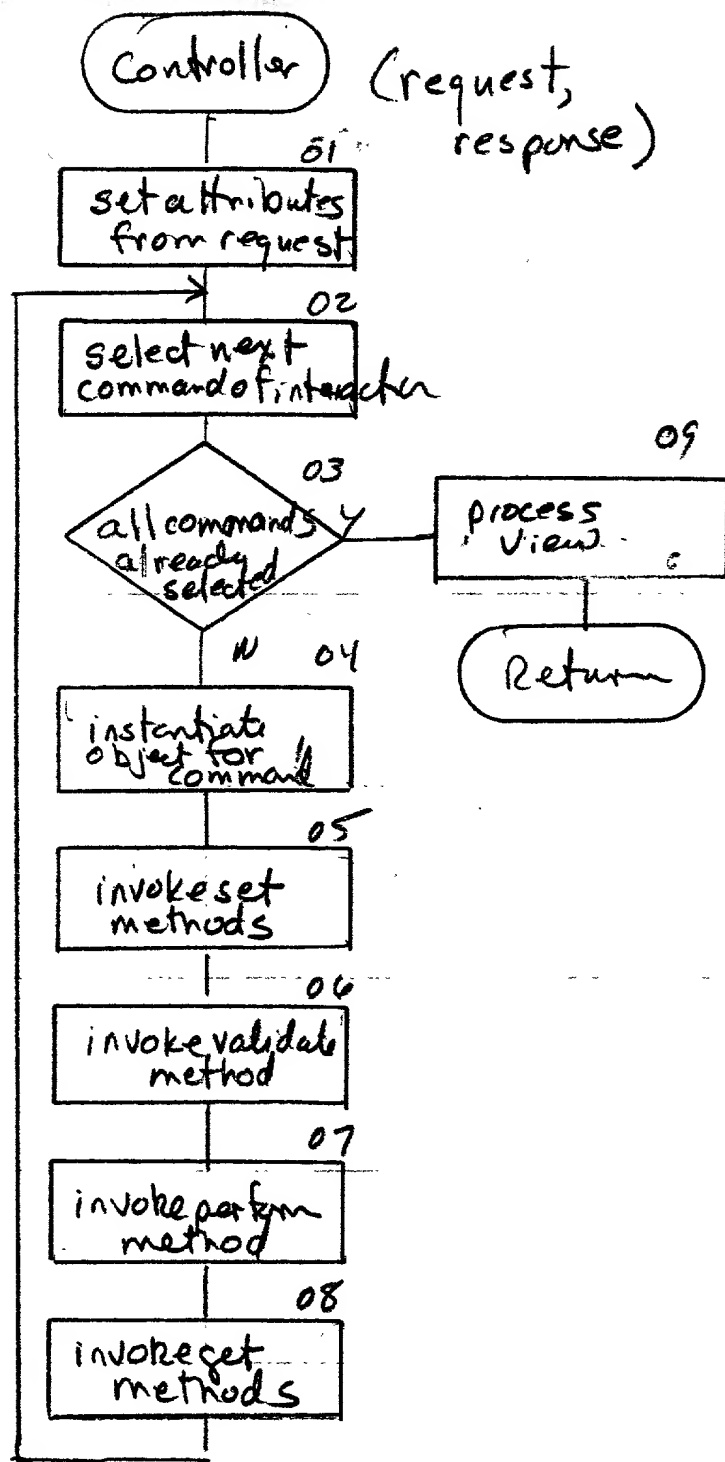 Controller
(request,
response)
01
set attributes
from request
02
select next
command of interaction
03
all commands
already
selected
Y
09
process
view
Return
N
04
instantiate
object for
command
05
invoke set
methods
06
invoke validate
method
07
invoke perform
method
08
invoke get
methods